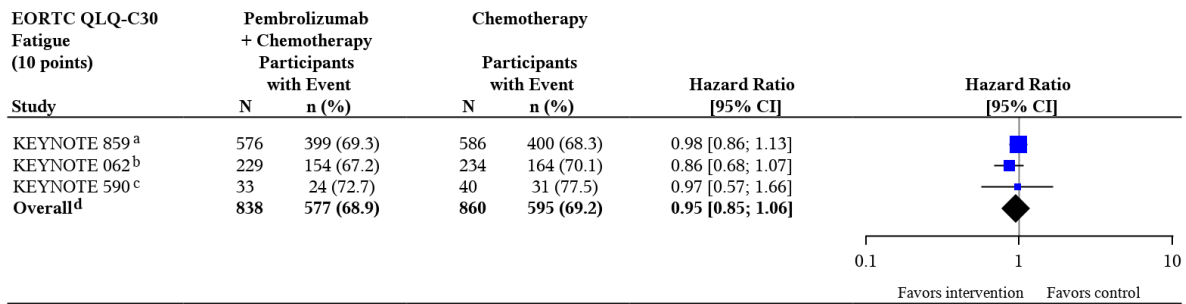 EORTC QLQ-C30 Pembrolizumab Chemotherapy
Fatigue + Chemotherapy
(10 points) Participants Participants
with Event with Event Hazard Ratio Hazard Ratio
Study N n (%) N n (%) [95% CI] [95% CI]
KEYNOTE 859 a 576 399 (69.3) 586 400 (68.3) 0.98 [0.86; 1.13]
KEYNOTE 062 b 229 154 (67.2) 234 164 (70.1) 0.86 [0.68; 1.07]
KEYNOTE 590 c 33 24 (72.7) 40 31 (77.5) 0.97 [0.57; 1.66]
Overall d 838 577 (68.9) 860 595 (69.2) 0.95 [0.85; 1.06]
0.1 1 10
Favors intervention Favors control